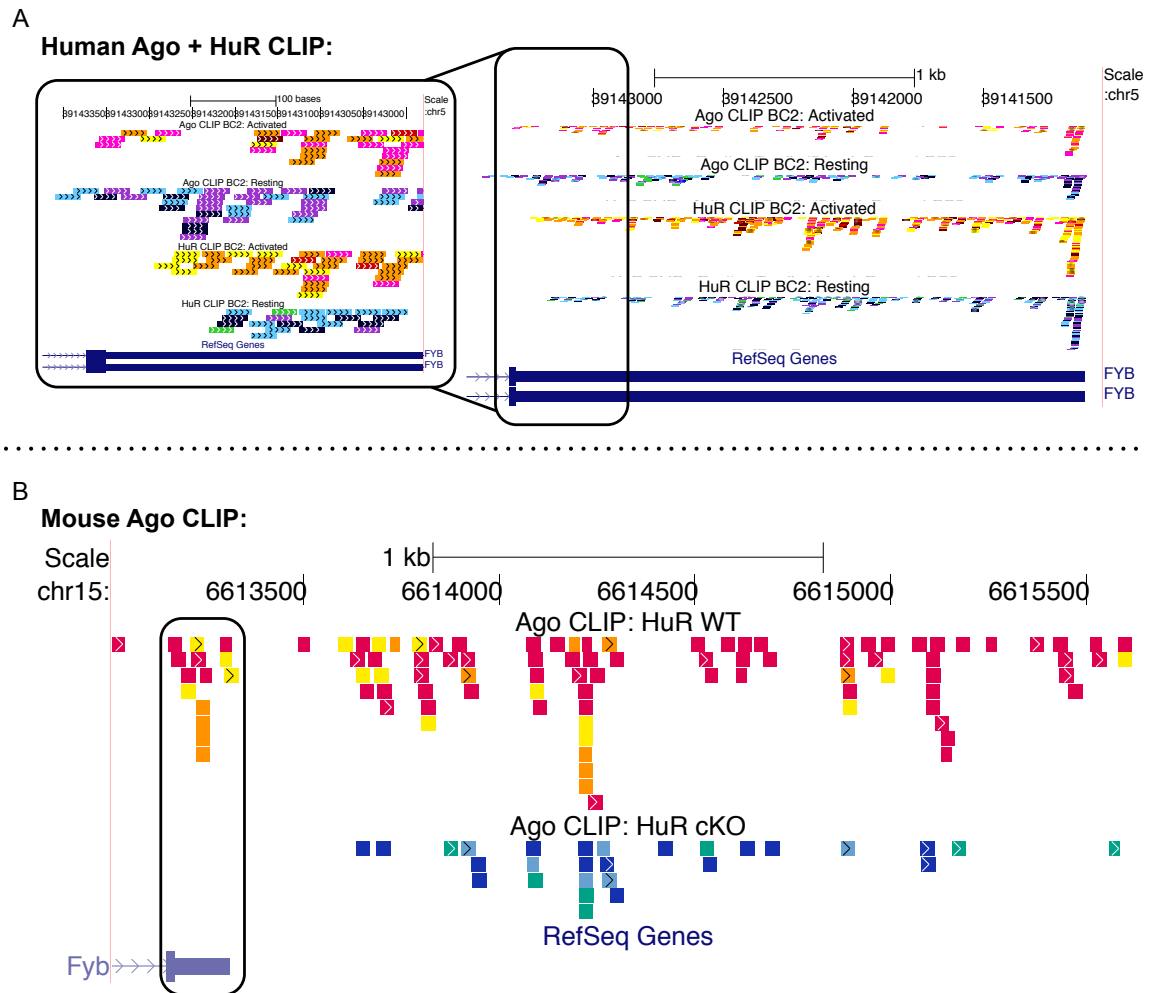 A
Human Ago + HuR CLIP:
100 bases
Scale
39143350 39143300 39143250 39143200 39143150 39143100 39143050 39143000
:chr5
Ago CLIP BC2: Activated
Ago CLIP BC2: Resting
HuR CLIP BC2: Activated
HuR CLIP BC2: Resting
RefSeq Genes
FYB
FYB
1 kb
Scale
39143000 39142500 39142000 39141500
:chr5
Ago CLIP BC2: Activated
Ago CLIP BC2: Resting
HuR CLIP BC2: Activated
HuR CLIP BC2: Resting
RefSeq Genes
FYB
FYB
B
Mouse Ago CLIP:
Scale
1 kb
chr15:
6613500 6614000 6614500 6615000 6615500
Ago CLIP: HuR WT
Ago CLIP: HuR cKO
RefSeq Genes
Fyb